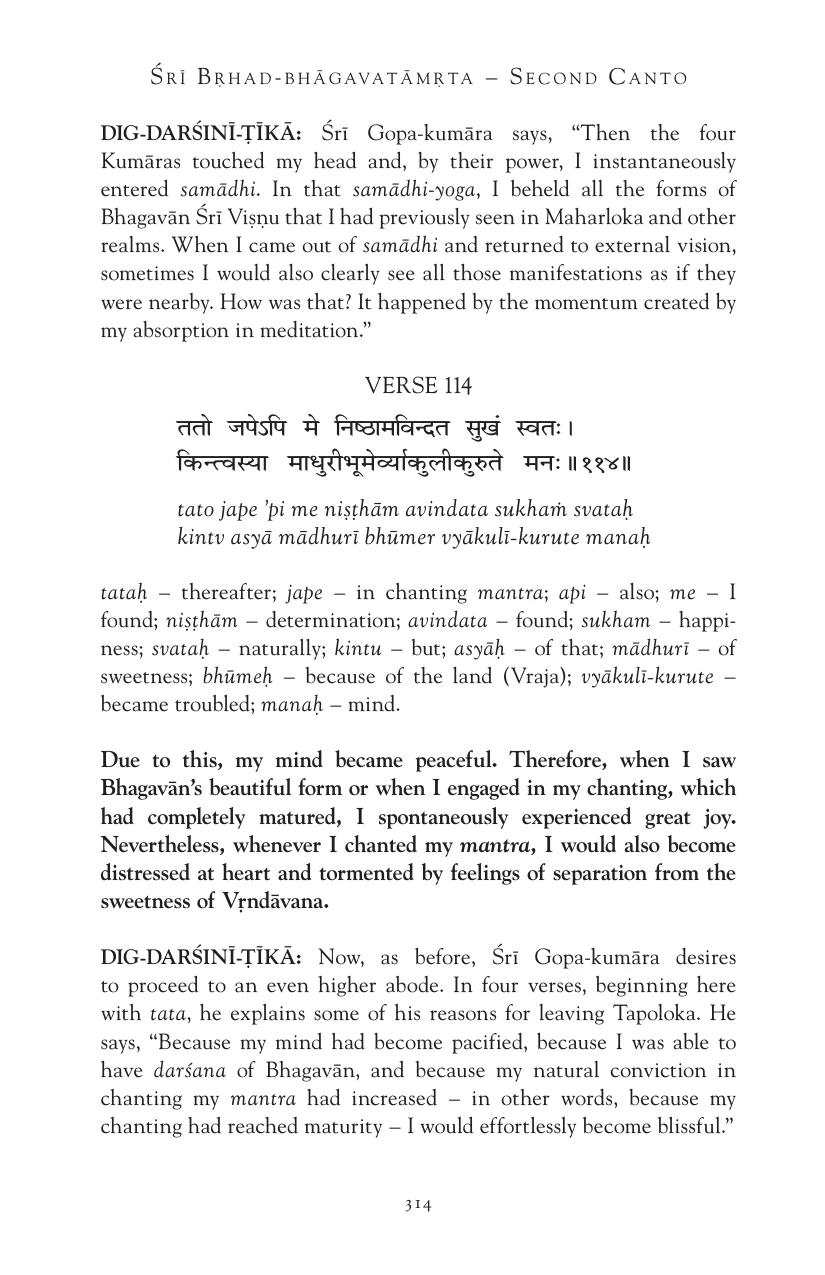 Śrī Bṛhad-bhāgavatāmṛta – Second Canto
DIG-DARŚINĪ-ṬĪKĀ: Śrī Gopa-kumāra says, “Then the four
Kumāras touched my head and, by their power, I instantaneously
entered samādhi. In that samādhi-yoga, I beheld all the forms of
Bhagavān Śrī Viṣṇu that I had previously seen in Maharloka and other
realms. When I came out of samādhi and returned to external vision,
sometimes I would also clearly see all those manifestations as if they
were nearby. How was that? It happened by the momentum created by
my absorption in meditation.”
VERSE 114
ततो जपेऽपि मे निष्ठामविन्दत सुखं स्वतः।
किन्त्वस्या माधुरीभूमेर्व्याकुलीकुरुते मनः॥११४॥
tato jape ’pi me niṣṭhām avindata sukhaṁ svataḥ
kintv asyā mādhurī bhūmer vyākulī-kurute manaḥ
tataḥ – thereafter; jape – in chanting mantra; api – also; me – I
found; niṣṭhām – determination; avindata – found; sukham – happi-
ness; svataḥ – naturally; kintu – but; asyāḥ – of that; mādhurī – of
sweetness; bhūmeḥ – because of the land (Vraja); vyākulī-kurute –
became troubled; manaḥ – mind.
Due to this, my mind became peaceful. Therefore, when I saw
Bhagavān’s beautiful form or when I engaged in my chanting, which
had completely matured, I spontaneously experienced great joy.
Nevertheless, whenever I chanted my mantra, I would also become
distressed at heart and tormented by feelings of separation from the
sweetness of Vṛndāvana.
DIG-DARŚINĪ-ṬĪKĀ: Now, as before, Śrī Gopa-kumāra desires
to proceed to an even higher abode. In four verses, beginning here
with tata, he explains some of his reasons for leaving Tapoloka. He
says, “Because my mind had become pacified, because I was able to
have darśana of Bhagavān, and because my natural conviction in
chanting my mantra had increased – in other words, because my
chanting had reached maturity – I would effortlessly become blissful.”
314